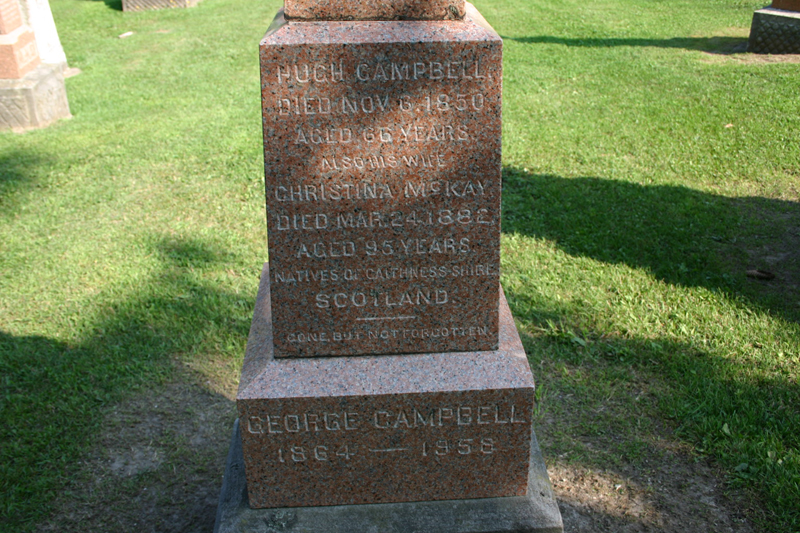 HUGH CAMPBELL
DIED NOV. 6, 1850
AGED 66 YEARS.
ALSO HIS WIFE
CHRISTINA McKAY
DIED MAR. 24, 1882,
AGED 95 YEARS.
NATIVES OF CAITHNESS-SHIRE
SCOTLAND.
GONE, BUT NOT FORGOTTEN.
GEORGE CAMPBELL
1864 — 1958